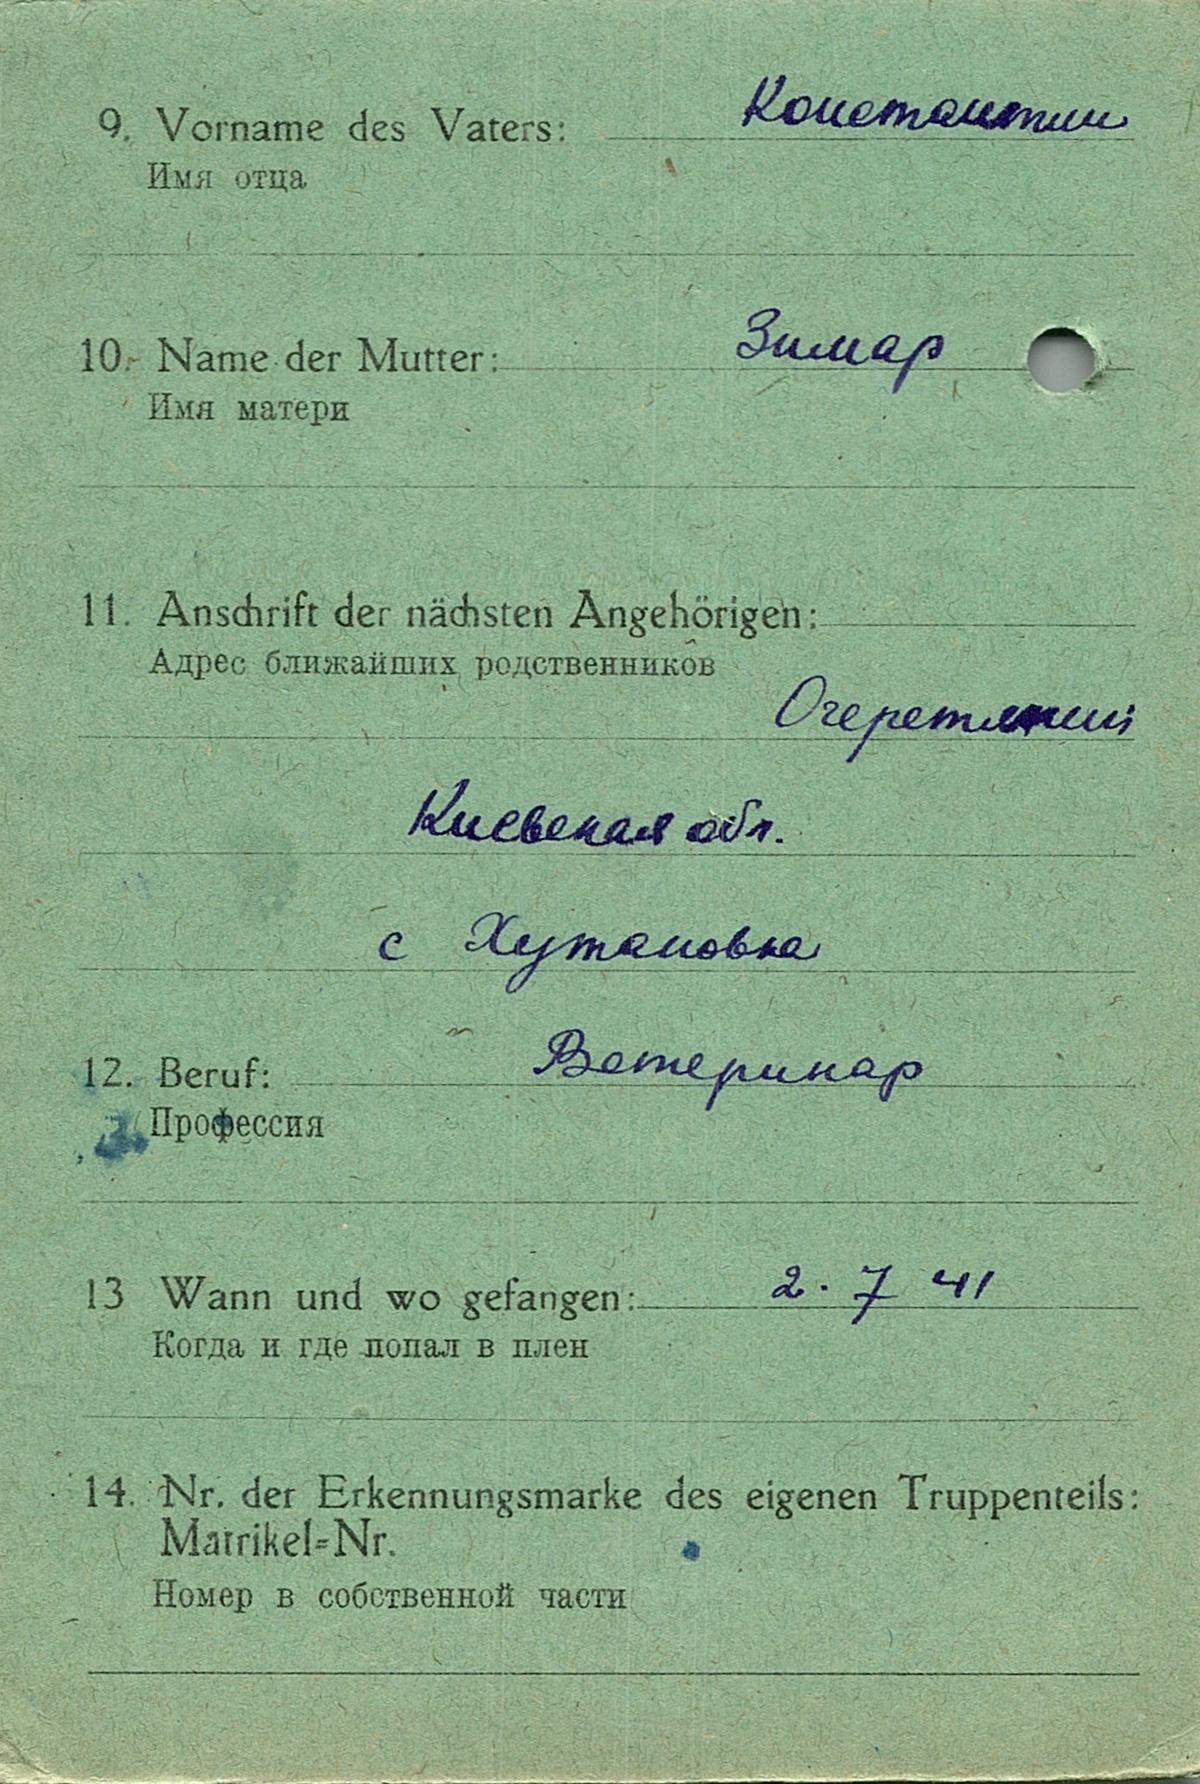 9. Vorname des Vaters: Константин
Имя отца
10. Name der Mutter: Зимар
Имя матери
11. Anschrift der nächsten Angehörigen:
Адрес ближайших родственников
Киевская обл.
с Хутановка
12. Beruf: Ветеринар
Профессия
13 Wann und wo gefangen: 2. 7 41
Когда и где попал в плен
14. Nr. der Erkennungsmarke des eigenen Truppenteils:
Matrikel-Nr.
Номер в собственной части